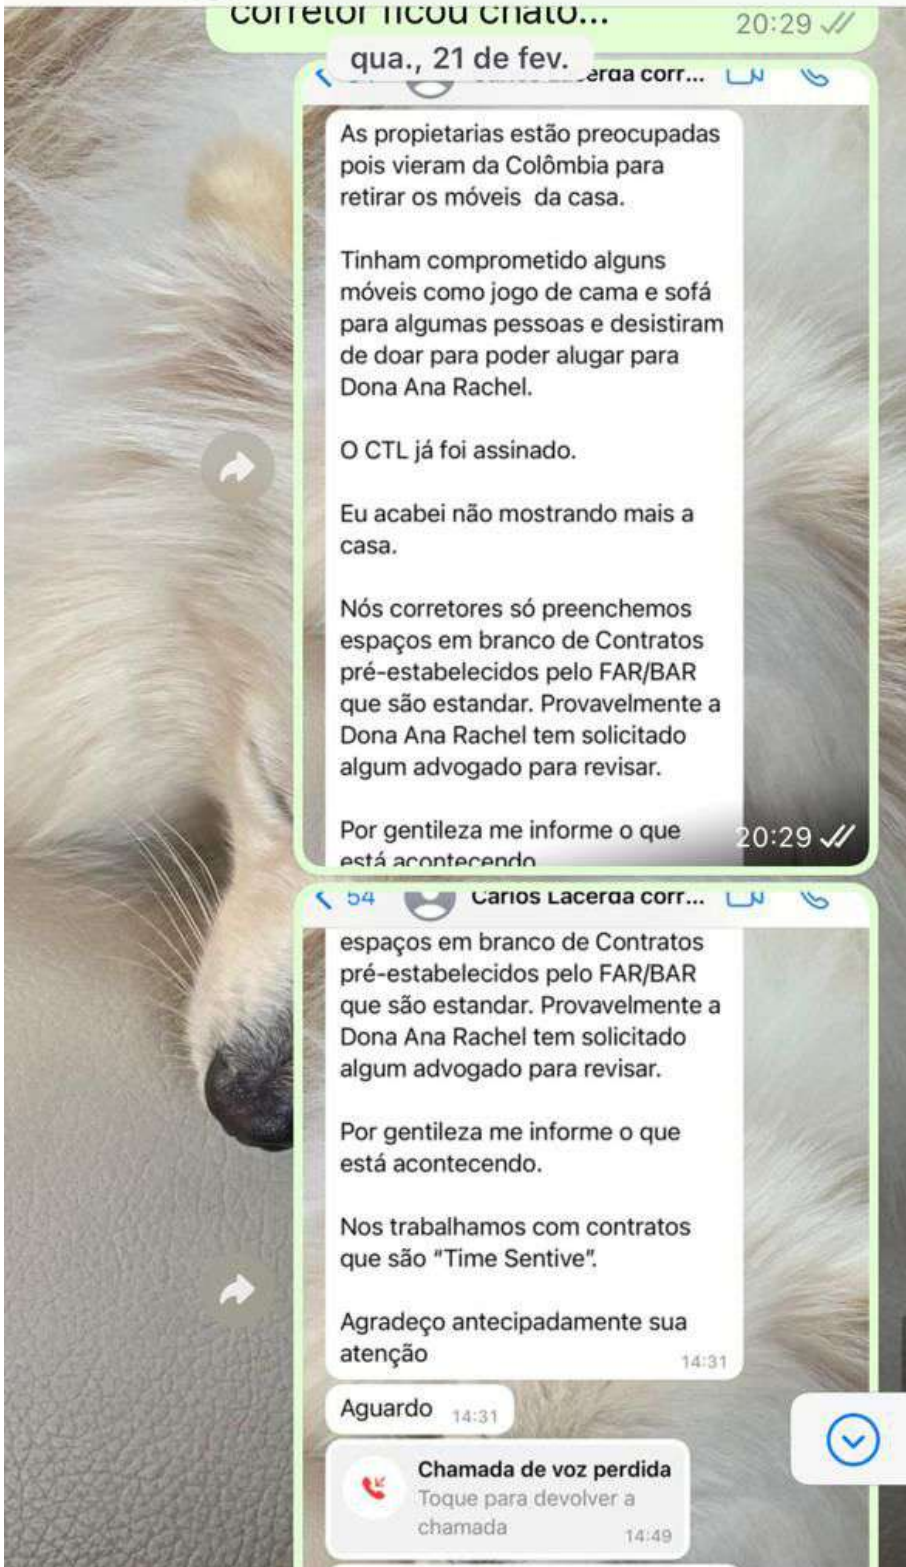 corretor ficou chato...
20:29
qua., 21 de fev.
Lacerda corr...
As propietarias estão preocupadas
pois vieram da Colômbia para
retirar os móveis da casa.
Tinham comprometido alguns
móveis como jogo de cama e sofá
para algumas pessoas e desistiram
de doar para poder alugar para
Dona Ana Rachel.
O CTL já foi assinado.
Eu acabei não mostrando mais a
casa.
Nós corretores só preenchemos
espaços em branco de Contratos
pré-estabelecidos pelo FAR/BAR
que são estandar. Provavelmente a
Dona Ana Rachel tem solicitado
algum advogado para revisar.
Por gentileza me informe o que
está acontecendo
20:29
54 Carlos Lacerda corr...
espaços em branco de Contratos
pré-estabelecidos pelo FAR/BAR
que são estandar. Provavelmente a
Dona Ana Rachel tem solicitado
algum advogado para revisar.
Por gentileza me informe o que
está acontecendo.
Nos trabalhamos com contratos
que são “Time Sentive”.
Agradeço antecipadamente sua
atenção
14:31
Aguardo 14:31
Chamada de voz perdida
Toque para devolver a
chamada
14:49